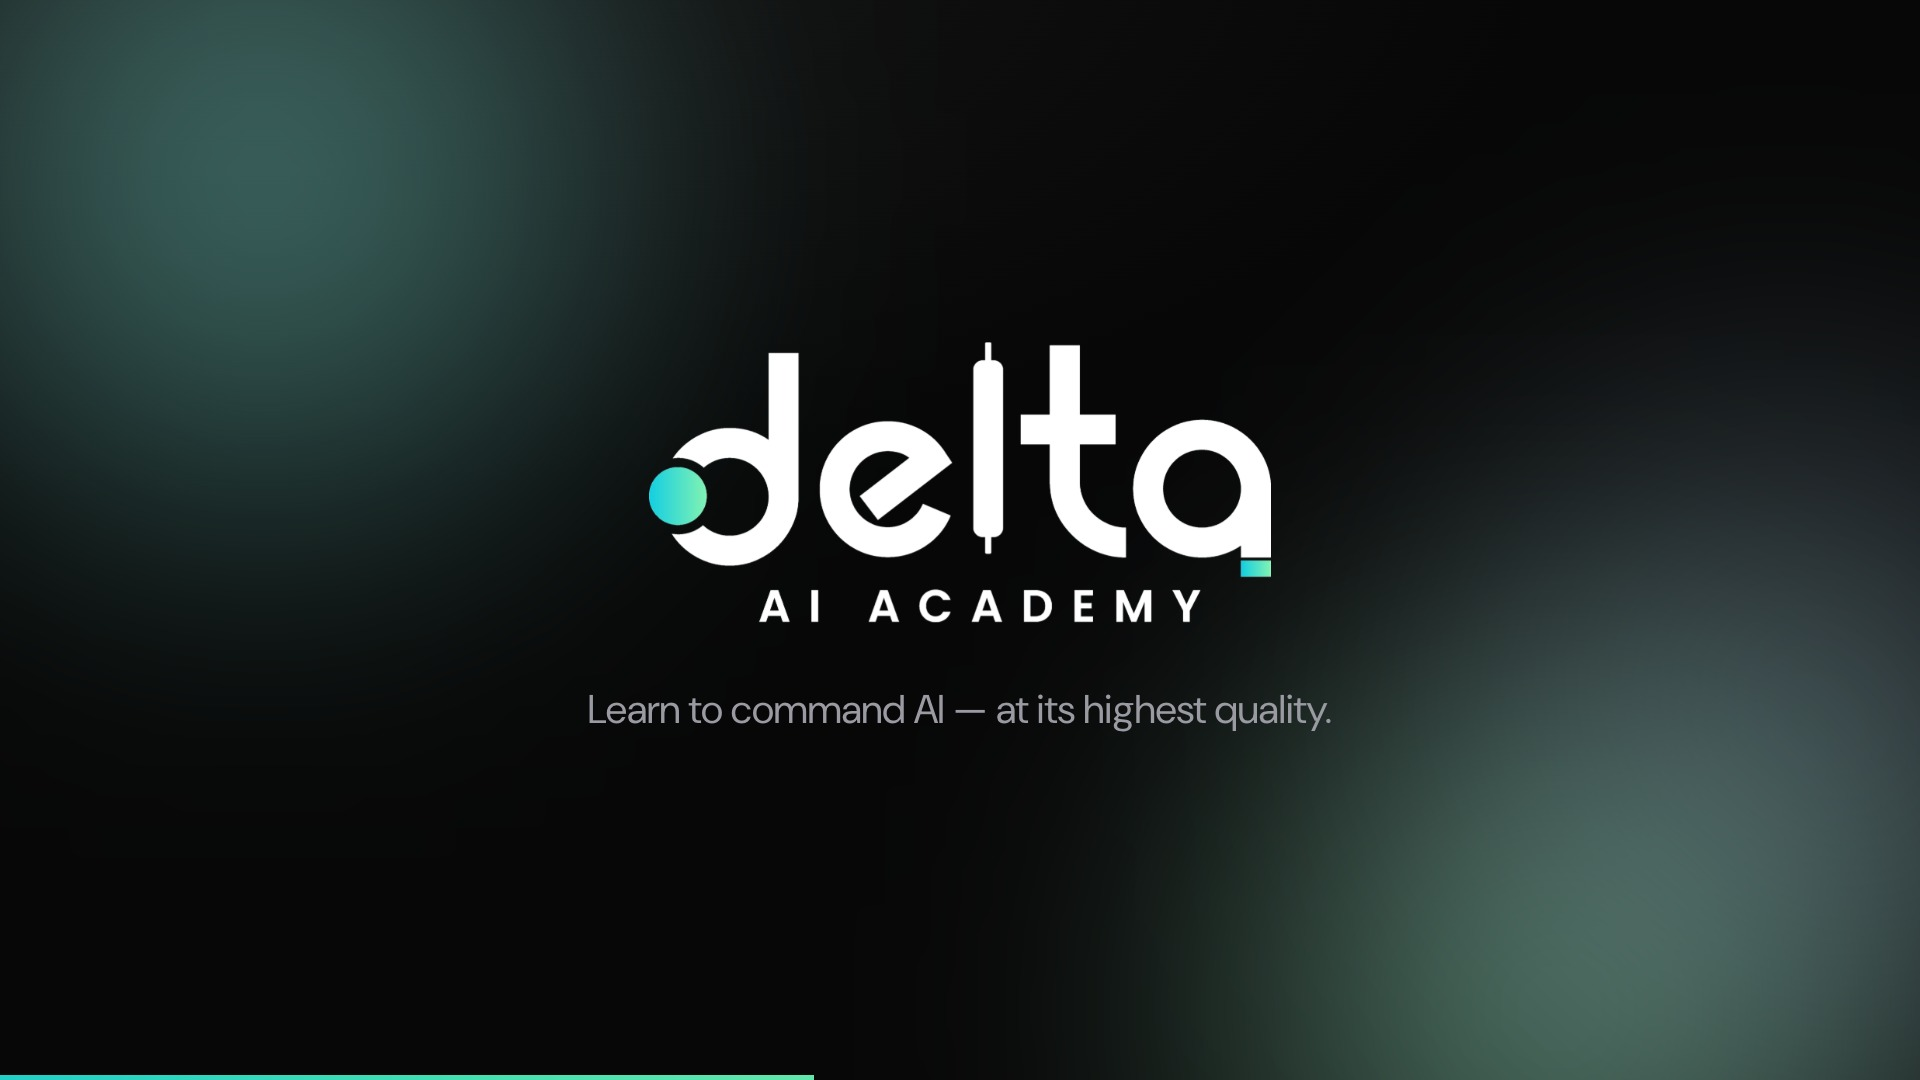 delta
AI ACADEMY
Learn to command AI — at its highest quality.